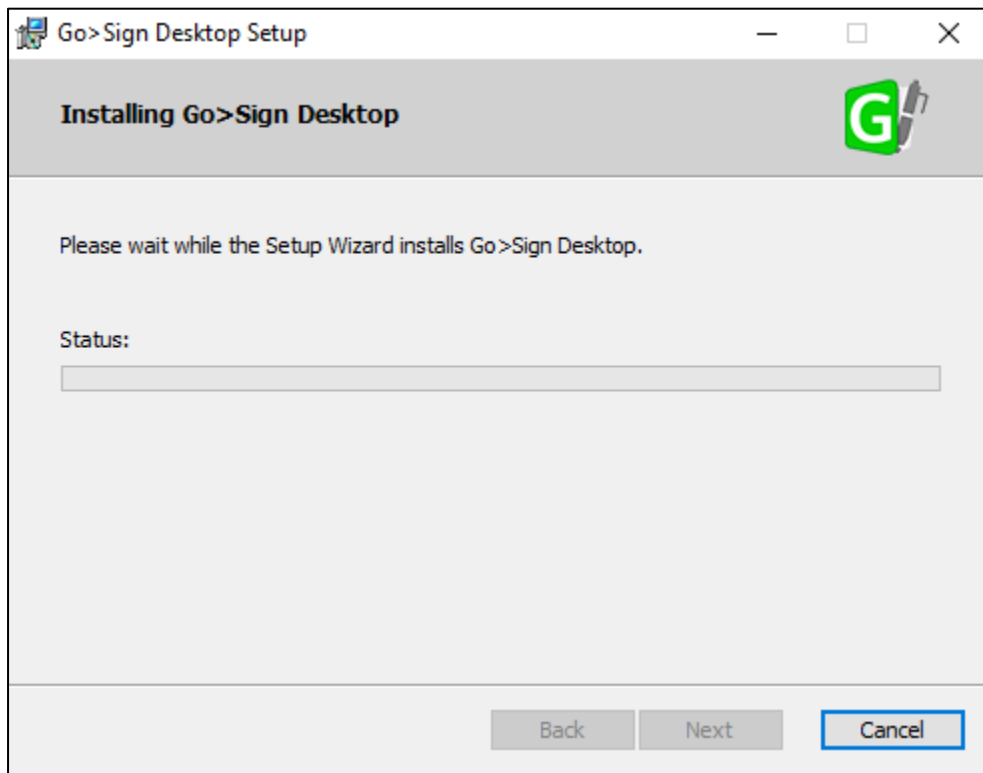 Go>Sign Desktop Setup
Installing Go>Sign Desktop
G
Please wait while the Setup Wizard installs Go>Sign Desktop.
Status:
Back Next Cancel